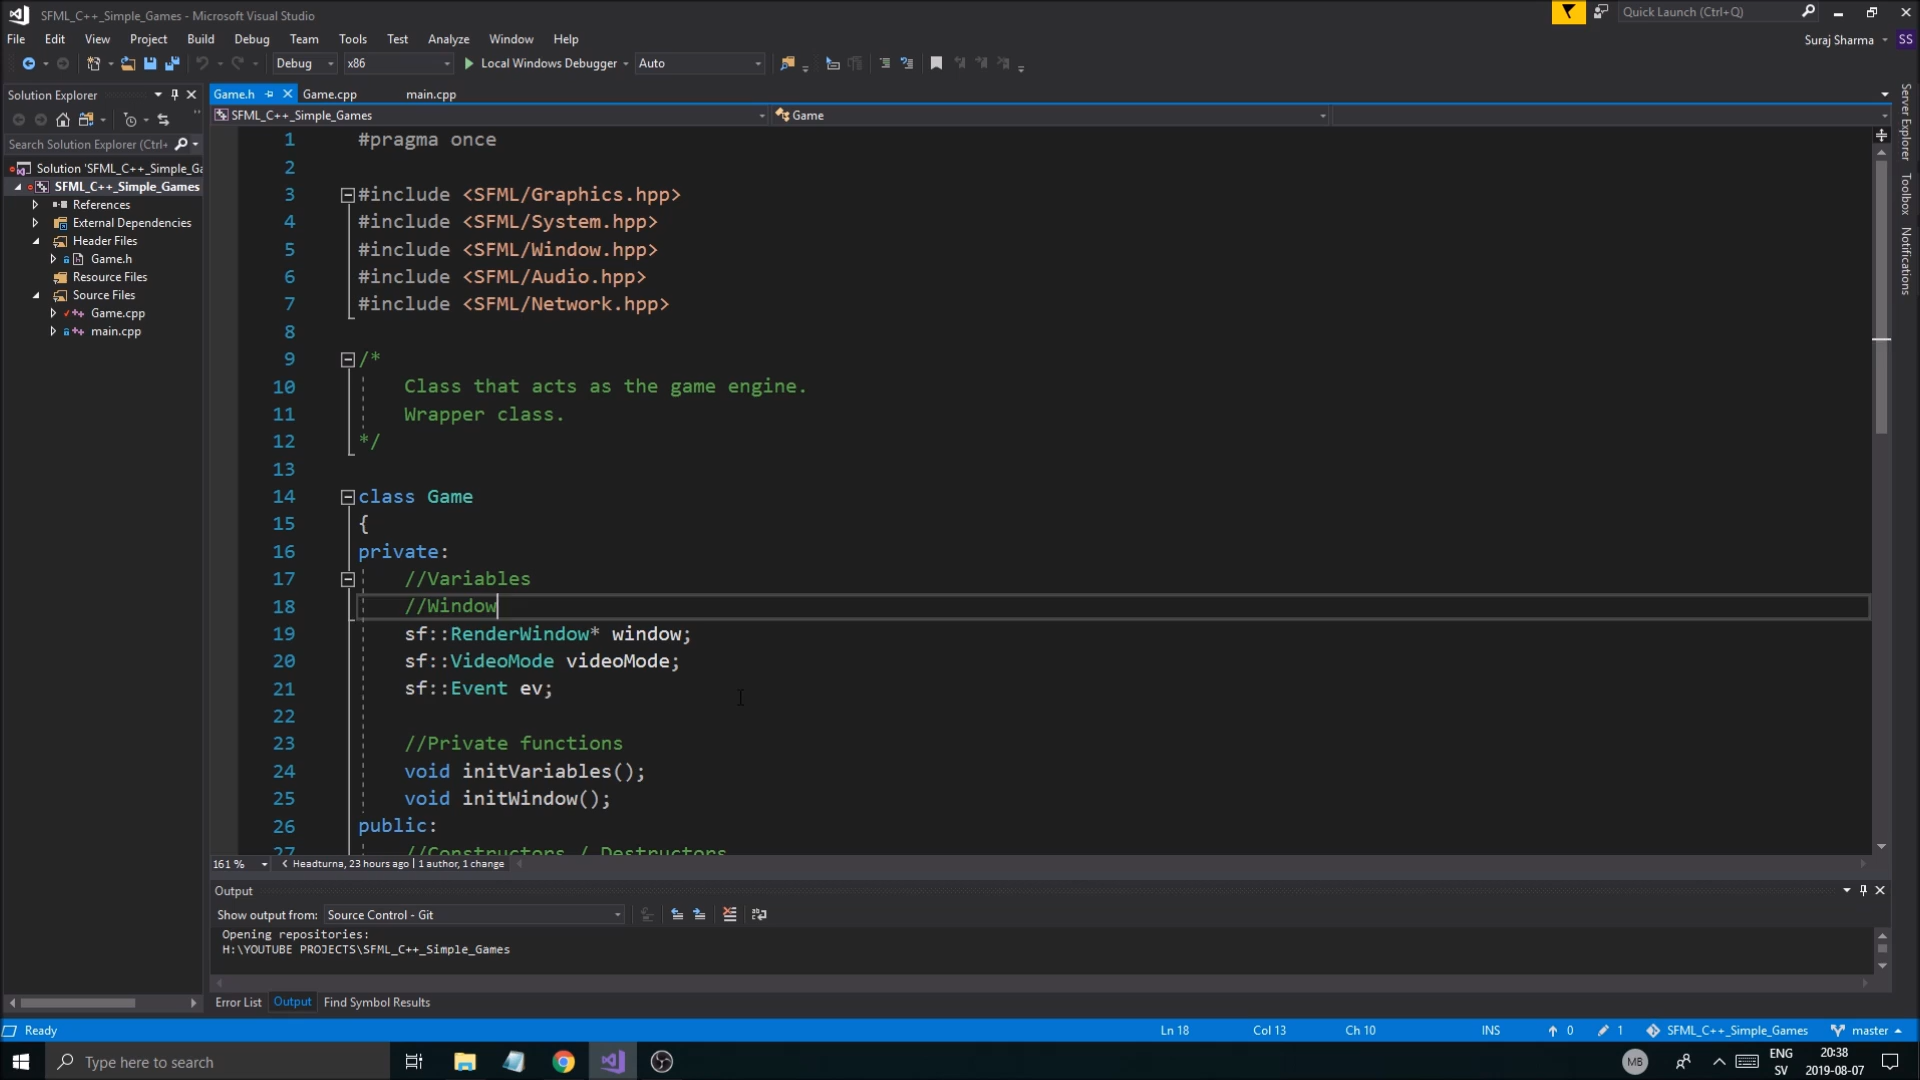 SFML_C++_Simple_Games - Microsoft Visual Studio
Quick Launch (Ctrl+Q)
File Edit View Project Build Debug Team Tools Test Analyze Window Help
Suraj Sharma SS
Debug x86 Local Windows Debugger Auto
Solution Explorer
Game.h Game.cpp main.cpp
SFML_C++_Simple_Games Game
Search Solution Explorer (Ctrl+
Solution 'SFML_C++_Simple_Ga
SFML_C++_Simple_Games
References
External Dependencies
Header Files
Game.h
Resource Files
Source Files
Game.cpp
main.cpp
1 #pragma once
2
3 #include <SFML/Graphics.hpp>
4 #include <SFML/System.hpp>
5 #include <SFML/Window.hpp>
6 #include <SFML/Audio.hpp>
7 #include <SFML/Network.hpp>
8
9 /*
10 Class that acts as the game engine.
11 Wrapper class.
12 */
13
14 class Game
15 {
16 private:
17 //Variables
18 //Window
19 sf::RenderWindow* window;
20 sf::VideoMode videoMode;
21 sf::Event ev;
22
23 //Private functions
24 void initVariables();
25 void initWindow();
26 public:
27 //Constructors / Destructors
161 % Headturna, 23 hours ago | 1 author, 1 change
Server Explorer
Toolbox
Notifications
Output
Show output from: Source Control - Git
Opening repositories:
H:\YOUTUBE PROJECTS\SFML_C++_Simple_Games
Error List Output Find Symbol Results
Ready Ln 18 Col 13 Ch 10 INS 0 1 SFML_C++_Simple_Games master
Type here to search
MB
ENG
SV
20:38
2019-08-07